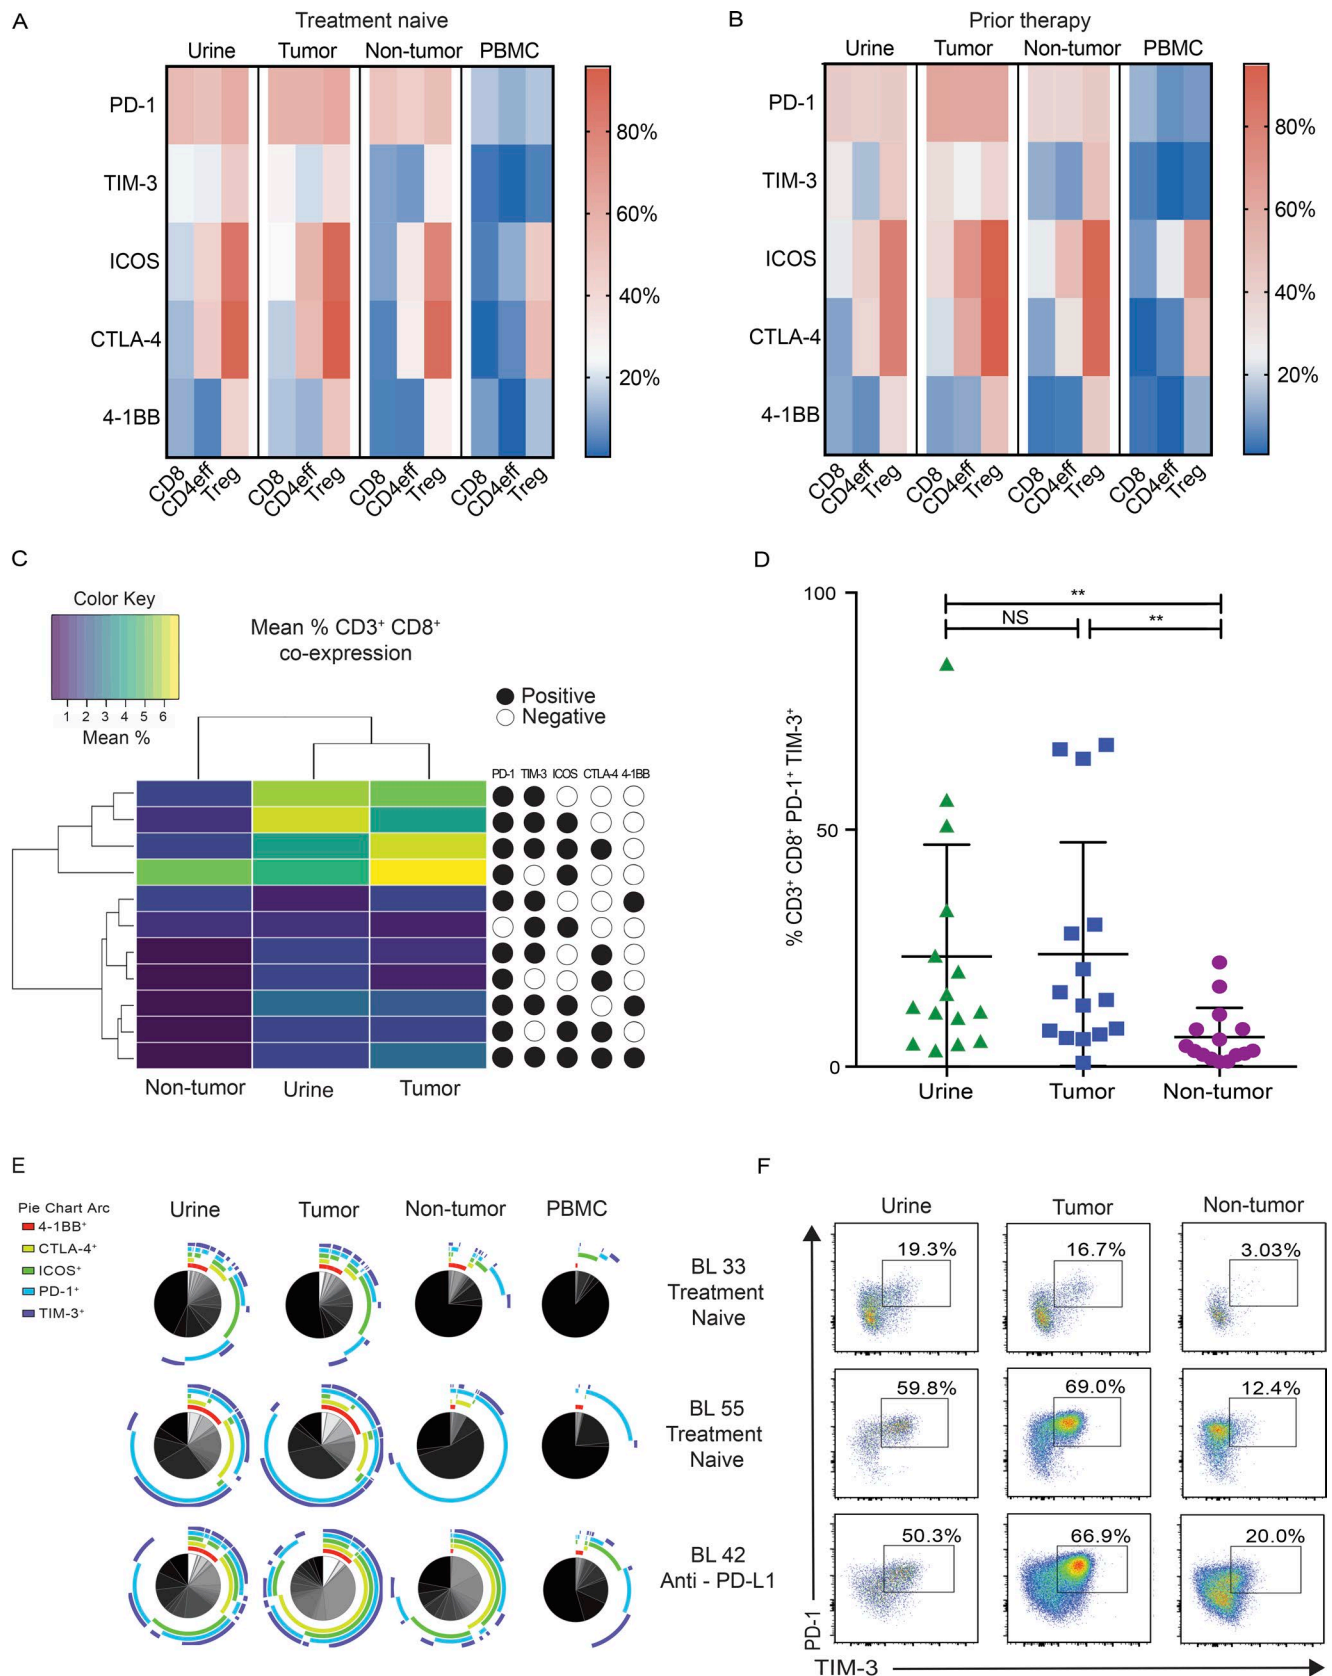 A
Treatment naive
Urine Tumor Non-tumor PBMC
PD-1
TIM-3
ICOS
CTLA-4
4-1BB
80%
60%
40%
20%
CD8 CD4eff Treg CD8 CD4eff Treg CD8 CD4eff Treg CD8 CD4eff Treg
B
Prior therapy
Urine Tumor Non-tumor PBMC
PD-1
TIM-3
ICOS
CTLA-4
4-1BB
80%
60%
40%
20%
CD8 CD4eff Treg CD8 CD4eff Treg CD8 CD4eff Treg CD8 CD4eff Treg
C
Color Key
1 2 3 4 5 6
Mean %
Mean % CD3⁺ CD8⁺
co-expression
Positive
Negative
PD-1 TIM-3 ICOS CTLA-4 4-1BB
Non-tumor Urine Tumor
D
% CD3⁺ CD8⁺ PD-1⁺ TIM-3⁺
100
50
0
**
NS **
Urine Tumor Non-tumor
E
Pie Chart Arc
4-1BB⁺
CTLA-4⁺
ICOS⁺
PD-1⁺
TIM-3⁺
Urine Tumor Non-tumor PBMC
BL 33
Treatment
Naive
BL 55
Treatment
Naive
BL 42
Anti - PD-L1
F
Urine Tumor Non-tumor
19.3% 16.7% 3.03%
59.8% 69.0% 12.4%
50.3% 66.9% 20.0%
PD-1
TIM-3